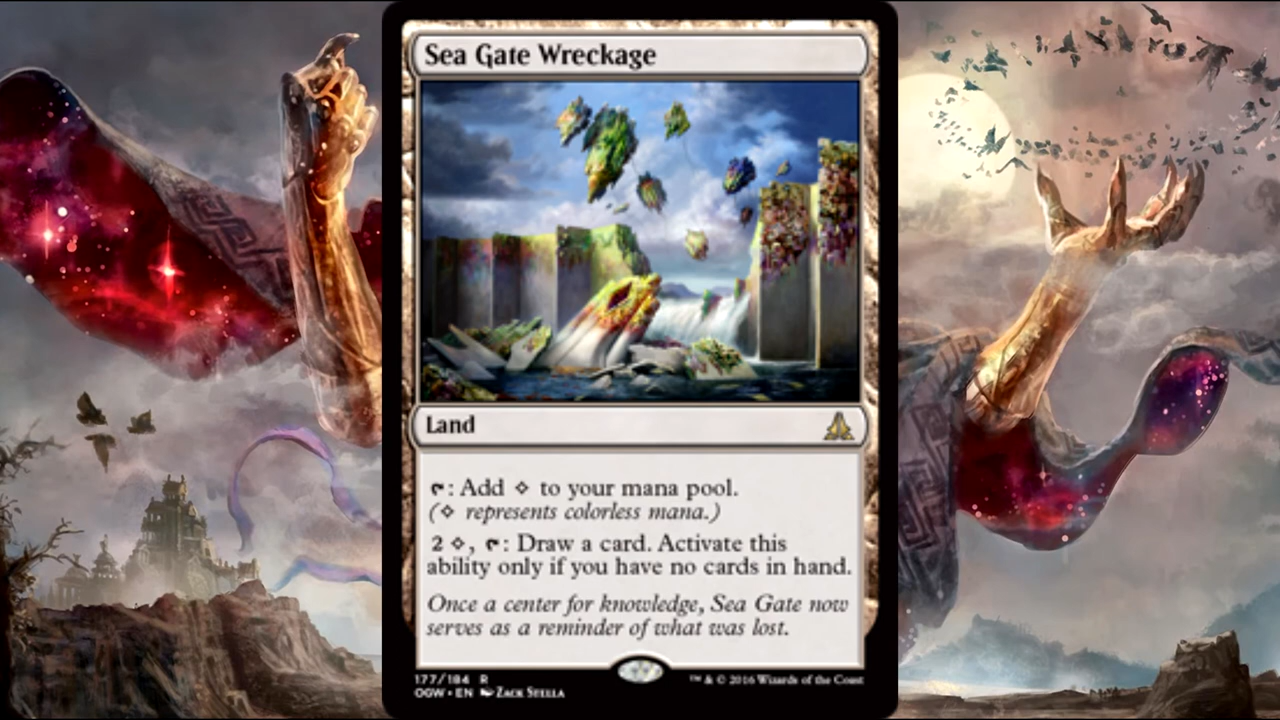 Sea Gate Wreckage
Land
: Add ◇ to your mana pool.
(◇ represents colorless mana.)
2 ◇, : Draw a card. Activate this
ability only if you have no cards in hand.
Once a center for knowledge, Sea Gate now
serves as a reminder of what was lost.
177/184 R
OGW • EN Zack Stella
™ & © 2016 Wizards of the Coast